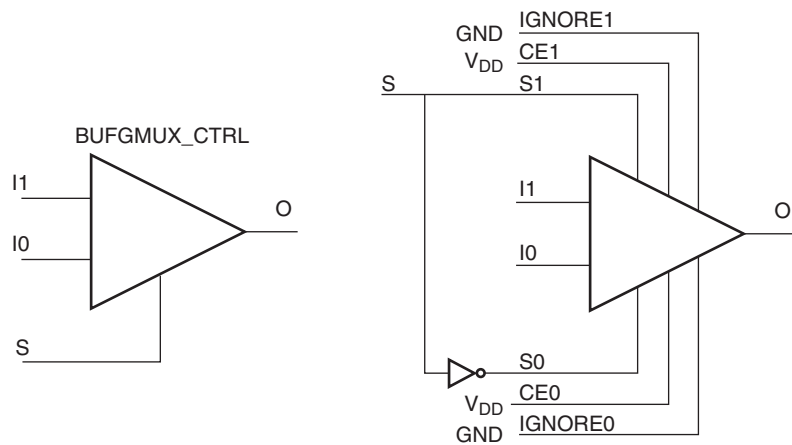 BUFGMUX_CTRL
I1
I0
O
S
GND IGNORE1
VDD CE1
S S1
I1
I0
O
S0
VDD CE0
GND IGNORE0